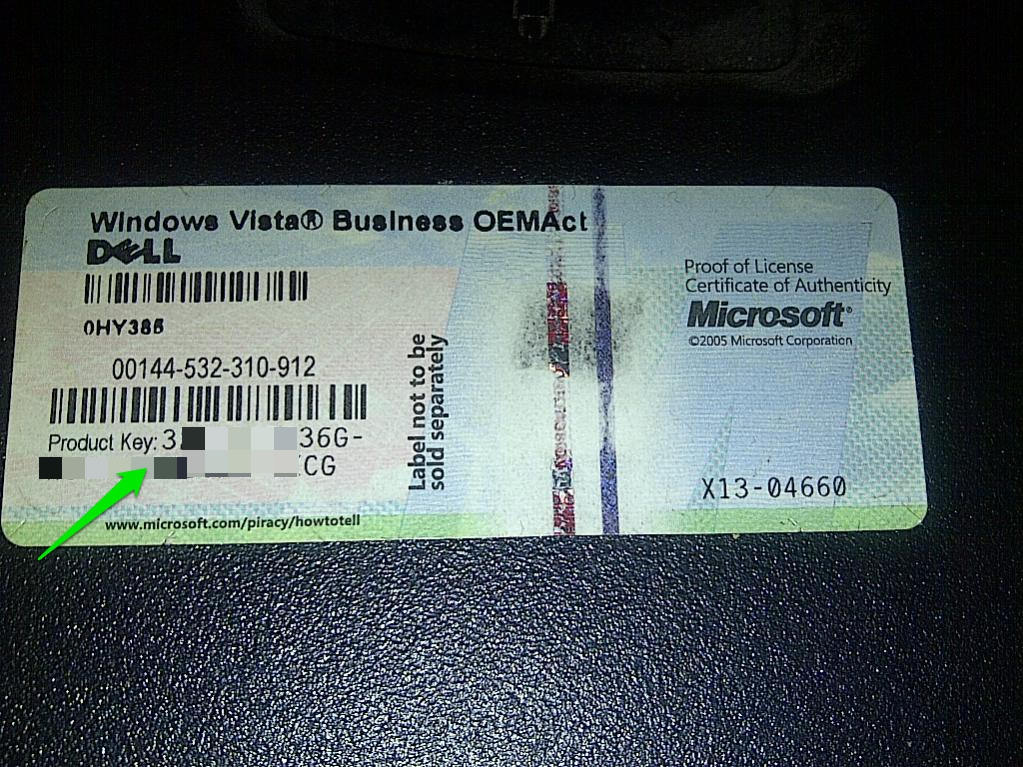 Windows Vista® Business OEMAct
DELL
0HY385
00144-532-310-912
Product Key: 3 36G-
CG
www.microsoft.com/piracy/howtotell
Label not to be
sold separately
Proof of License
Certificate of Authenticity
Microsoft®
©2005 Microsoft Corporation
X13-04660